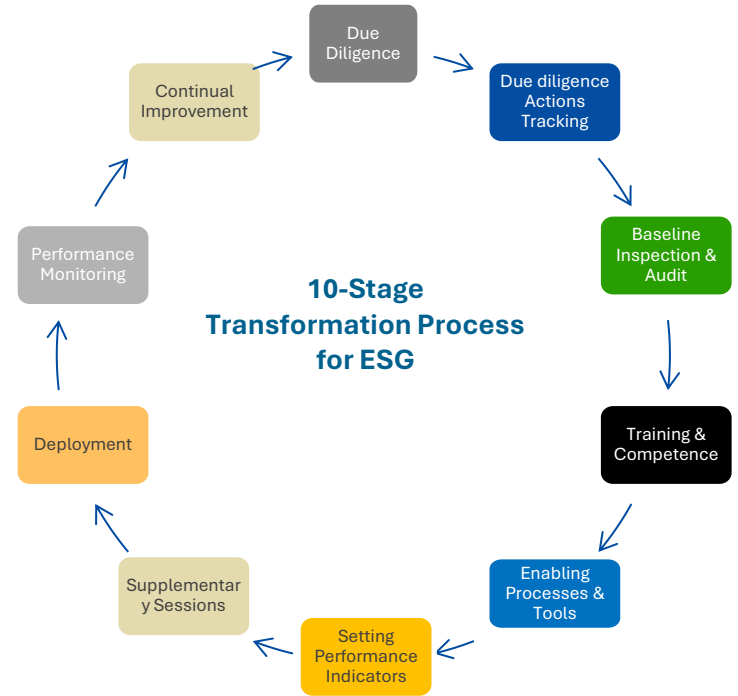 Due
Diligence
Due diligence
Actions
Tracking
Baseline
Inspection &
Audit
Training &
Competence
Enabling
Processes &
Tools
Setting
Performance
Indicators
Supplementar
y Sessions
Deployment
Performance
Monitoring
Continual
Improvement
10-Stage
Transformation Process
for ESG